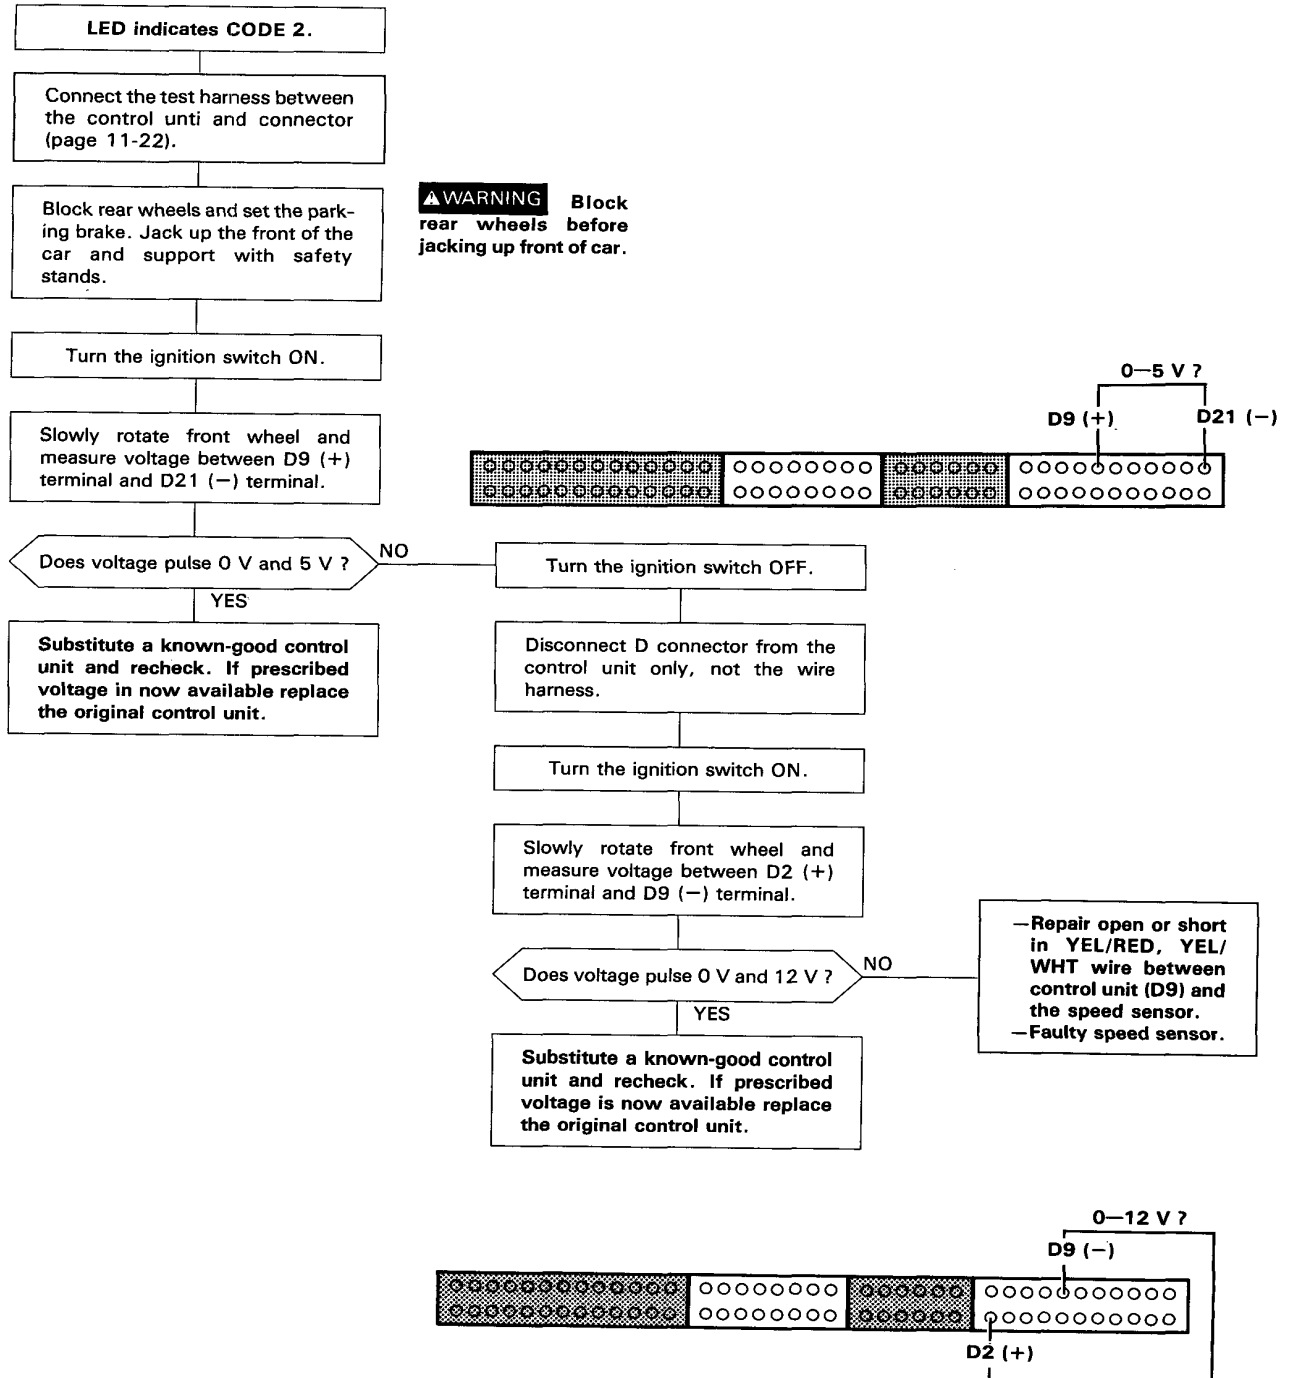 LED indicates CODE 2.
Connect the test harness between
the control unti and connector
(page 11-22).
Block rear wheels and set the park-
ing brake. Jack up the front of the
car and support with safety
stands.
⚠WARNING Block
rear wheels before
jacking up front of car.
Turn the ignition switch ON.
Slowly rotate front wheel and
measure voltage between D9 (+)
terminal and D21 (−) terminal.
0—5 V ?
D9 (+)
D21 (−)
Does voltage pulse 0 V and 5 V ?
NO
YES
Substitute a known-good control
unit and recheck. If prescribed
voltage in now available replace
the original control unit.
Turn the ignition switch OFF.
Disconnect D connector from the
control unit only, not the wire
harness.
Turn the ignition switch ON.
Slowly rotate front wheel and
measure voltage between D2 (+)
terminal and D9 (−) terminal.
Does voltage pulse 0 V and 12 V ?
NO
YES
—Repair open or short
in YEL/RED, YEL/
WHT wire between
control unit (D9) and
the speed sensor.
—Faulty speed sensor.
Substitute a known-good control
unit and recheck. If prescribed
voltage is now available replace
the original control unit.
0—12 V ?
D9 (−)
D2 (+)